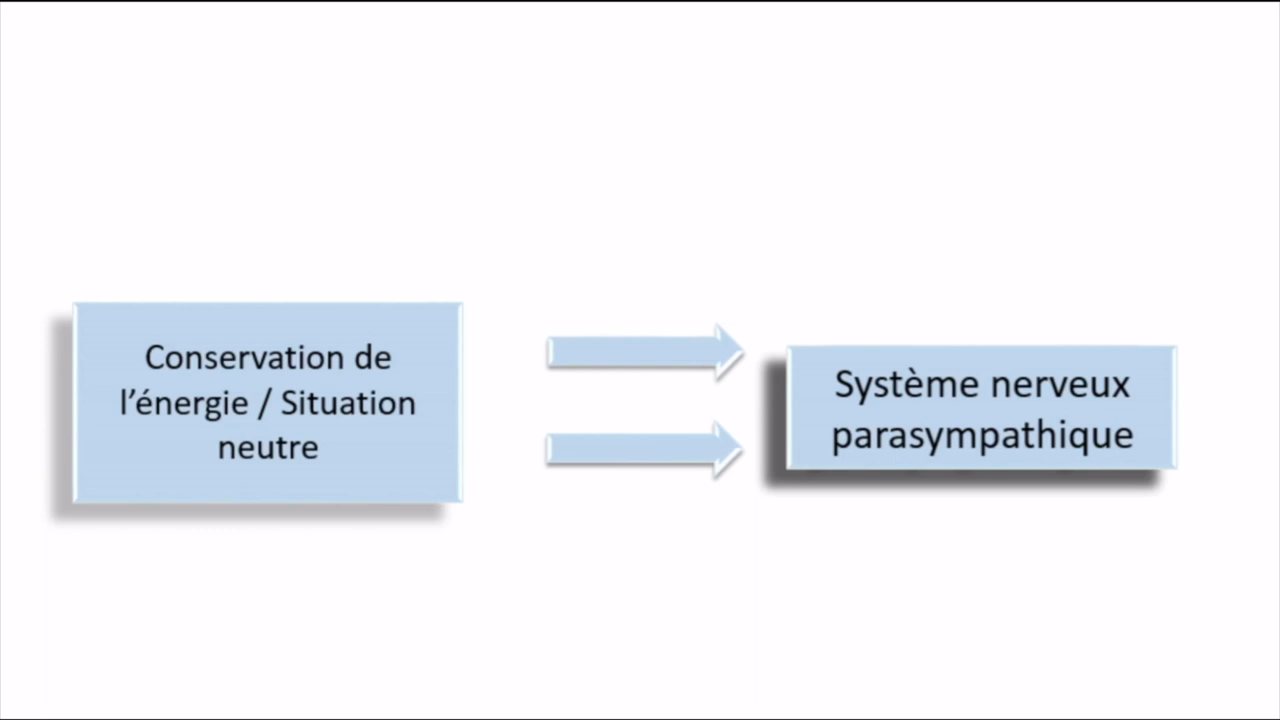 Conservation de
l’énergie / Situation
neutre
Système nerveux
parasympathique